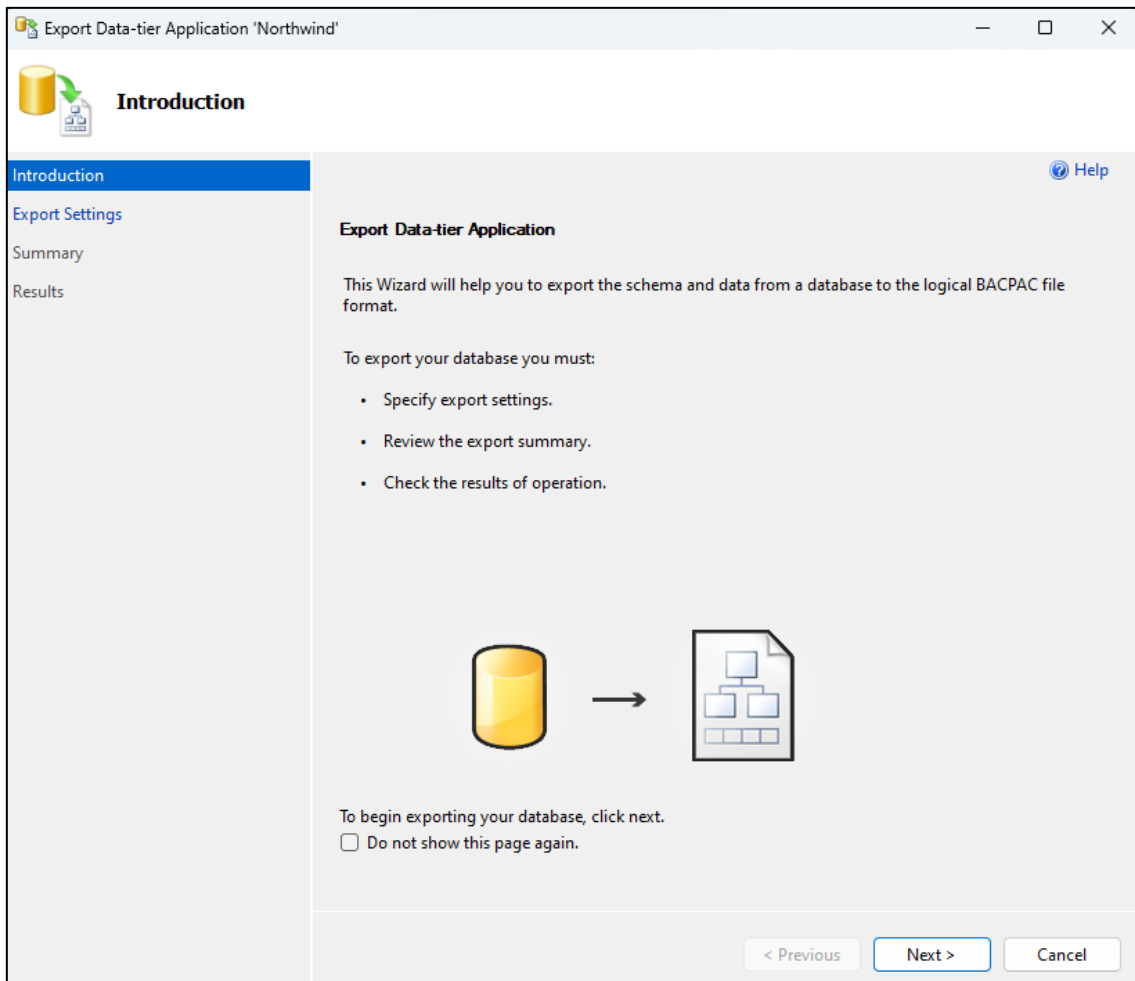 Export Data-tier Application 'Northwind'
Introduction
Introduction
Export Settings
Summary
Results
Help
Export Data-tier Application
This Wizard will help you to export the schema and data from a database to the logical BACPAC file
format.
To export your database you must:
• Specify export settings.
• Review the export summary.
• Check the results of operation.
To begin exporting your database, click next.
Do not show this page again.
< Previous
Next >
Cancel